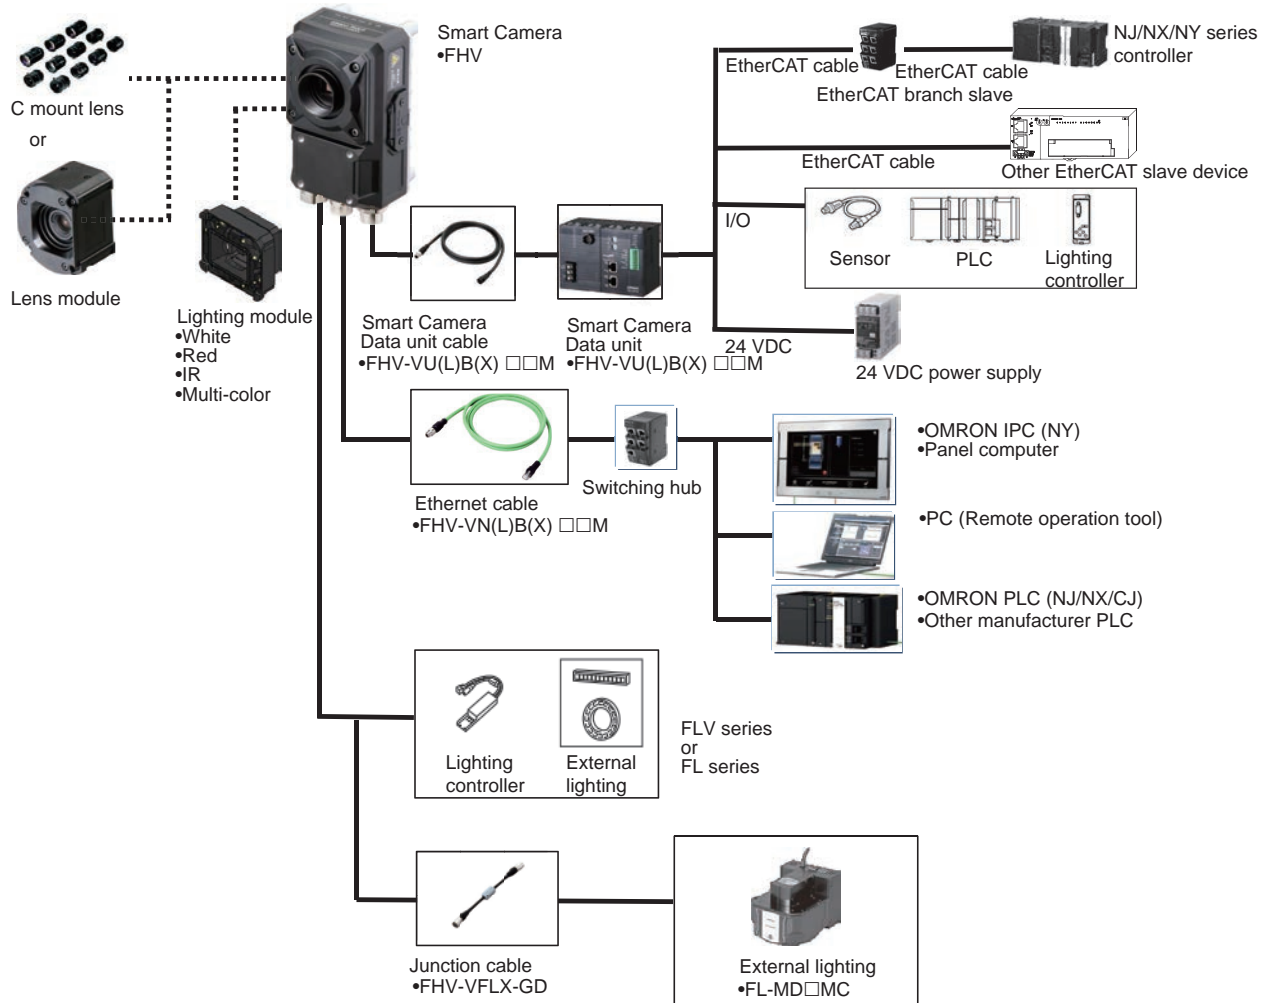 Smart Camera
•FHV
NJ/NX/NY series
controller
EtherCAT cable
EtherCAT cable
EtherCAT branch slave
C mount lens
or
EtherCAT cable
Other EtherCAT slave device
I/O
Sensor
PLC
Lighting
controller
Lens module
Lighting module
•White
•Red
•IR
•Multi-color
Smart Camera
Data unit cable
•FHV-VU(L)B(X) □□M
Smart Camera
Data unit
•FHV-VU(L)B(X) □□M
24 VDC
24 VDC power supply
•OMRON IPC (NY)
•Panel computer
Switching hub
Ethernet cable
•FHV-VN(L)B(X) □□M
•PC (Remote operation tool)
•OMRON PLC (NJ/NX/CJ)
•Other manufacturer PLC
Lighting
controller
External
lighting
FLV series
or
FL series
Junction cable
•FHV-VFLX-GD
External lighting
•FL-MD□MC